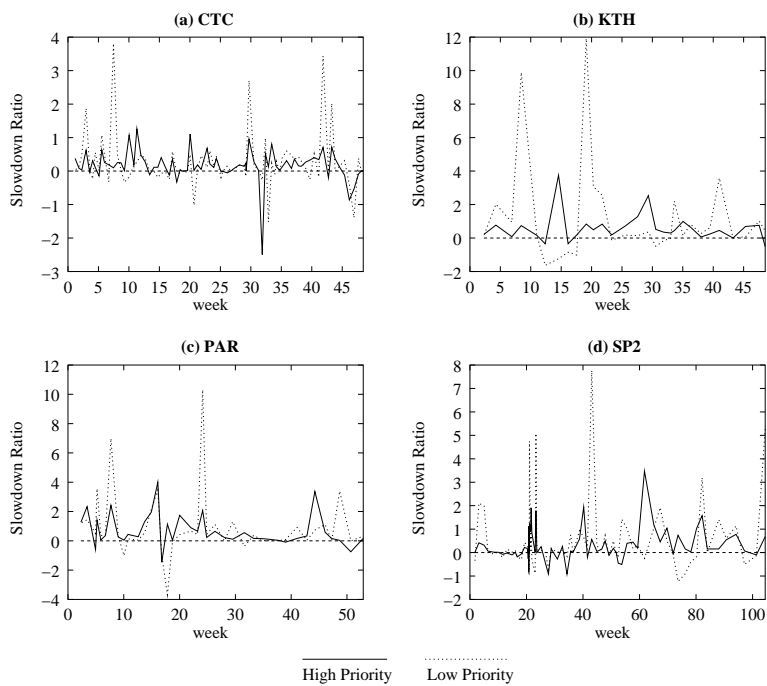 (a) CTC
4
3
2
1
0
−1
−2
−3
Slowdown Ratio
0 5 10 15 20 25 30 35 40 45
week
(b) KTH
12
10
8
6
4
2
0
−2
Slowdown Ratio
0 5 10 15 20 25 30 35 40 45
week
(c) PAR
12
10
8
6
4
2
0
−2
−4
Slowdown Ratio
0 10 20 30 40 50
week
(d) SP2
8
7
6
5
4
3
2
1
0
−1
−2
Slowdown Ratio
0 20 40 60 80 100
week
High Priority Low Priority